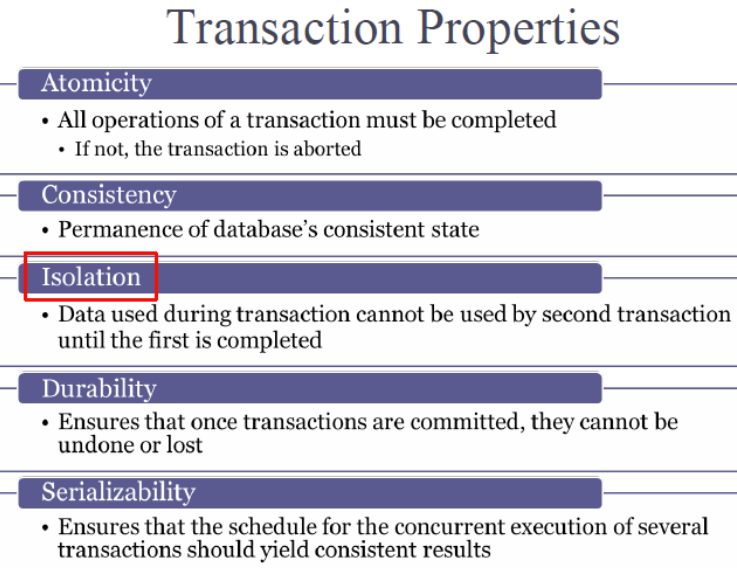 Transaction Properties
Atomicity
• All operations of a transaction must be completed
• If not, the transaction is aborted
Consistency
• Permanence of database's consistent state
Isolation
• Data used during transaction cannot be used by second transaction
until the first is completed
Durability
• Ensures that once transactions are committed, they cannot be
undone or lost
Serializability
• Ensures that the schedule for the concurrent execution of several
transactions should yield consistent results